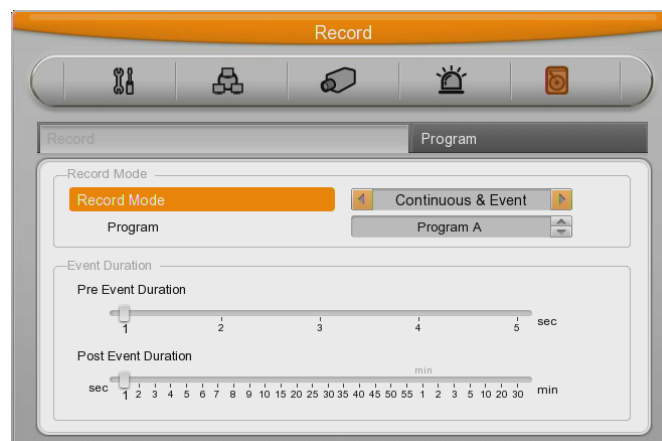 Record
Record Program
Record Mode
Record Mode Continuous & Event
Program Program A
Event Duration
Pre Event Duration
1 2 3 4 5 sec
Post Event Duration
min
sec 1 2 3 4 5 6 7 8 9 10 15 20 25 30 35 40 45 50 55 1 2 3 5 10 20 30 min